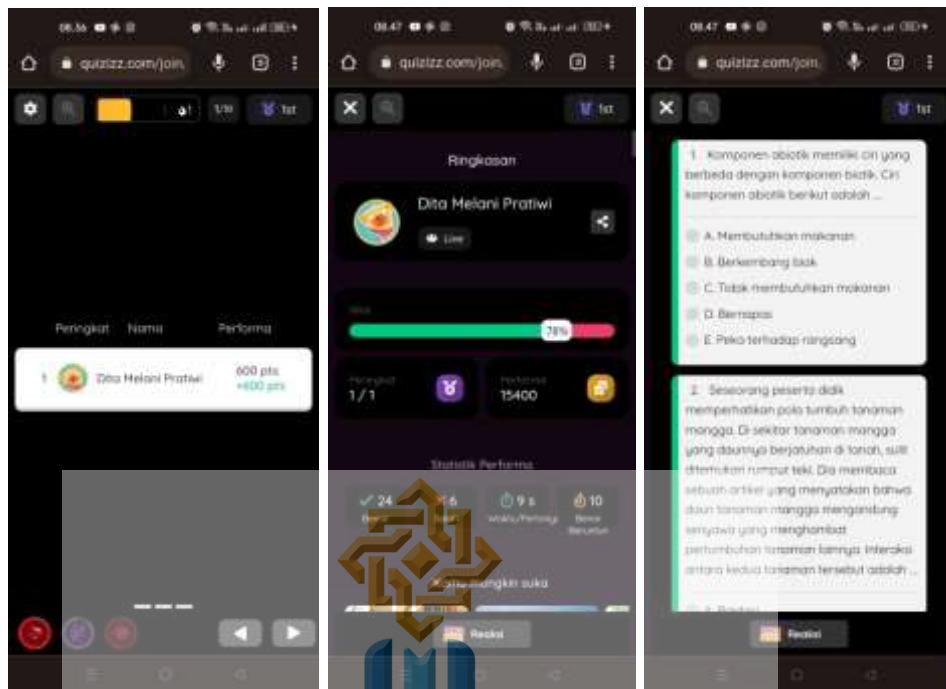 08.36
quizizz.com/join
1st
Peringkat Nama Performa
1 Dita Melani Pratiwi 600 pts
+600 pts
08.47
quizizz.com/join
1st
Ringkasan
Dita Melani Pratiwi
Live
78%
1/1
15400
Statistik Performa
24 6 9 s 10
Kamu mungkin suka
Reaksi
08.47
quizizz.com/join
1st
1. Komponen abiotik memiliki ciri yang
berbeda dengan komponen biotik. Ciri
komponen abiotik berikut adalah ...
A. Membutuhkan makanan
B. Berkembang biak
C. Tidak membutuhkan makanan
D. Bernapas
E. Peka terhadap rangsang
2. Seseorang peserta didik
memperhatikan pola tumbuh tanaman
mangga. Di sekitar tanaman mangga
yang daunnya berjatuhan di tanah, sulit
ditemukan rumput teki. Dia membaca
sebuah artikel yang menyatakan bahwa
daun tanaman mangga mengandung
senyawa yang menghambat
pertumbuhan tanaman lainnya. Interaksi
antara kedua tanaman tersebut adalah ...
Reaksi